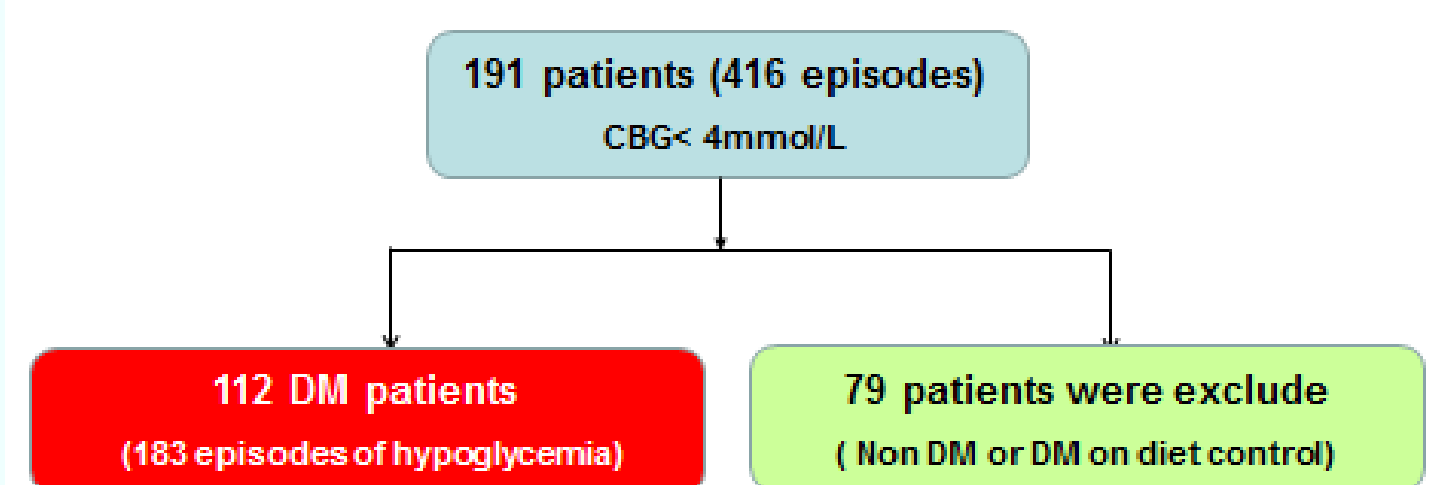 191 patients (416 episodes)
CBG< 4mmol/L
112 DM patients
(183 episodes of hypoglycemia)
79 patients were exclude
( Non DM or DM on diet control)